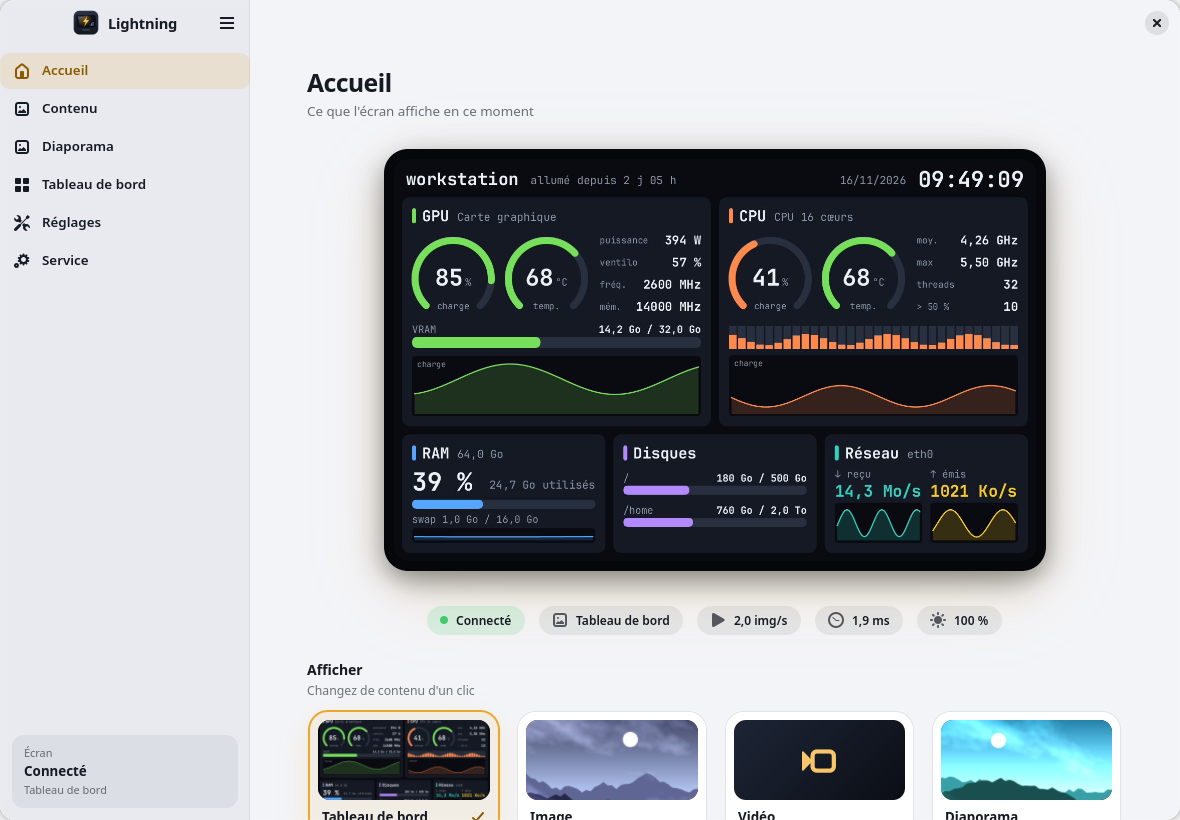 Lightning
Accueil
Contenu
Diaporama
Tableau de bord
Réglages
Service
Écran
Connecté
Tableau de bord
Accueil
Ce que l'écran affiche en ce moment
workstation allumé depuis 2 j 05 h 16/11/2026 09:49:09
GPU Carte graphique
85 %
charge
68 °C
temp.
puissance 394 W
ventilo 57 %
fréq. 2600 MHz
mém. 14000 MHz
VRAM 14,2 Go / 32,0 Go
charge
CPU CPU 16 cœurs
41 %
charge
68 °C
temp.
moy. 4,26 GHz
max 5,50 GHz
threads 32
> 50 % 10
charge
RAM 64,0 Go
39 % 24,7 Go utilisés
swap 1,0 Go / 16,0 Go
Disques
/ 180 Go / 500 Go
/home 760 Go / 2,0 To
Réseau eth0
↓ reçu ↑ émis
14,3 Mo/s 1021 Ko/s
Connecté Tableau de bord 2,0 img/s 1,9 ms 100 %
Afficher
Changez de contenu d'un clic
Tableau de bord Image Vidéo Diaporama